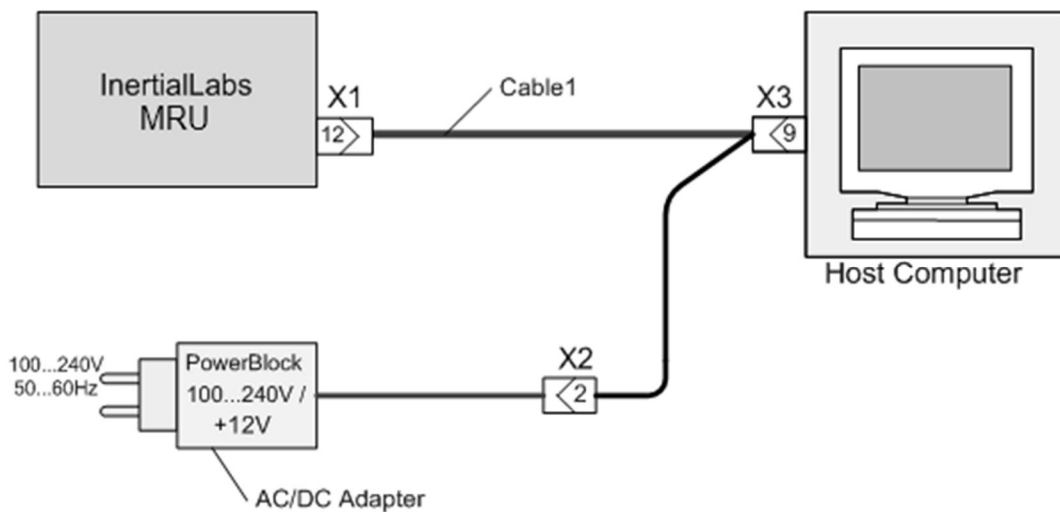 InertialLabs
MRU
X1
12
Cable1
X3
9
Host Computer
100...240V
50...60Hz
PowerBlock
100...240V /
+12V
X2
2
AC/DC Adapter